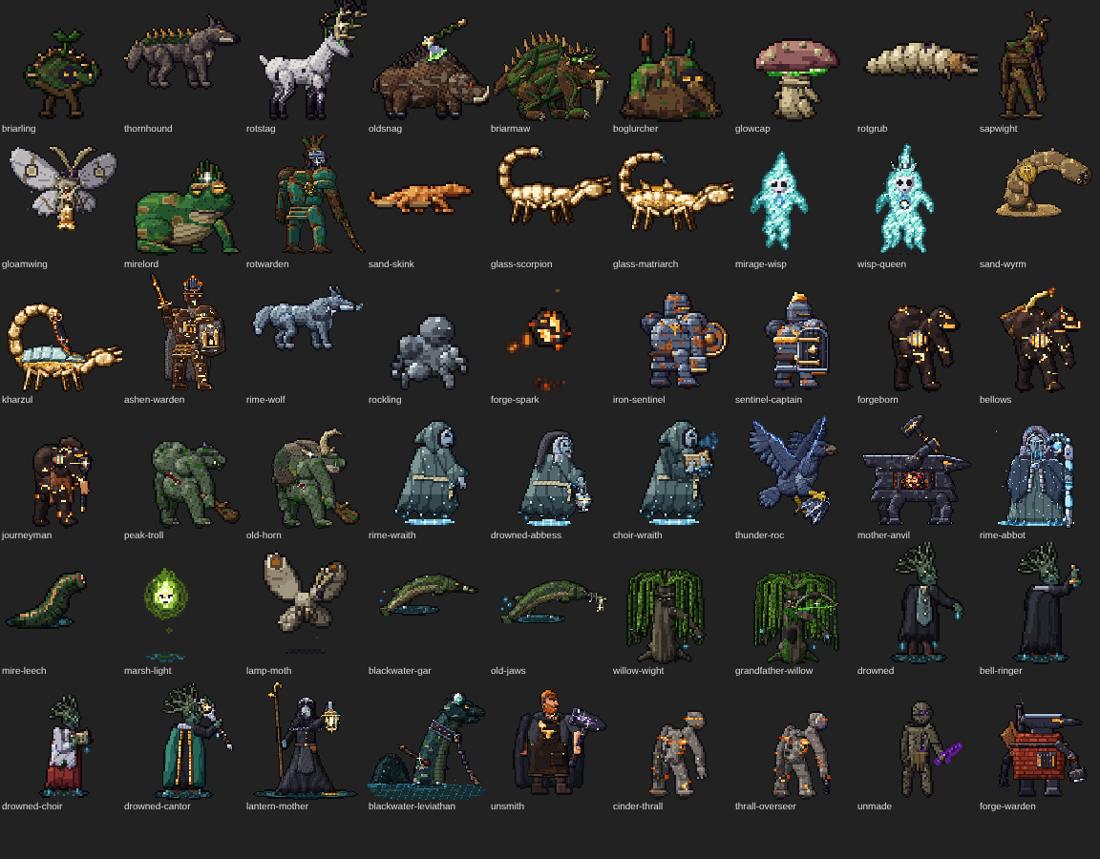 briarling thornhound rotstag oldsnag briarmaw boglurcher glowcap rotgrub sapwight
gloamwing mirelord rotwarden sand-skink glass-scorpion glass-matriarch mirage-wisp wisp-queen sand-wyrm
kharzul ashen-warden rime-wolf rockling forge-spark iron-sentinel sentinel-captain forgeborn bellows
journeyman peak-troll old-horn rime-wraith drowned-abbess choir-wraith thunder-roc mother-anvil rime-abbot
mire-leech marsh-light lamp-moth blackwater-gar old-jaws willow-wight grandfather-willow drowned bell-ringer
drowned-choir drowned-cantor lantern-mother blackwater-leviathan unsmith cinder-thrall thrall-overseer unmade forge-warden